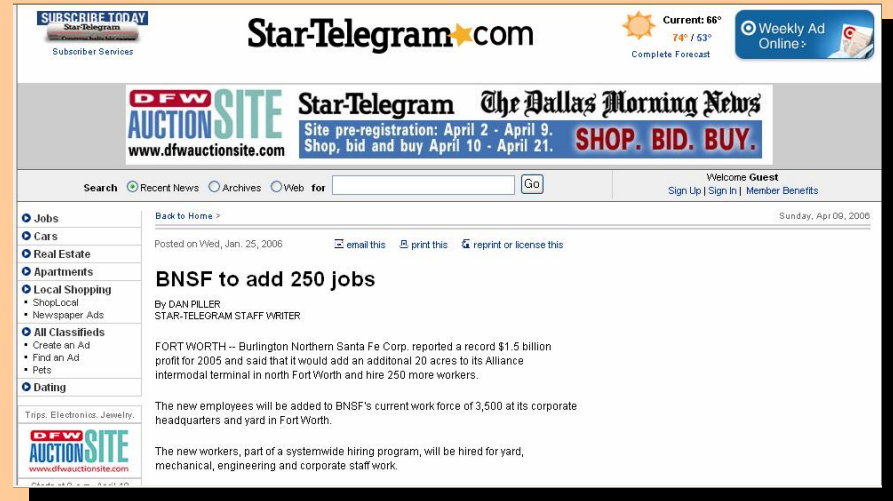 SUBSCRIBE TODAY
Star-Telegram
Subscriber Services
Star-Telegram.com
Current: 66°
74° / 53°
Complete Forecast
Weekly Ad
Online
DFW
AUCTION SITE
www.dfwauctionsite.com
Star-Telegram The Dallas Morning News
Site pre-registration: April 2 - April 9.
Shop, bid and buy April 10 - April 21.
SHOP. BID. BUY.
Search Recent News Archives Web for Go
Welcome Guest
Sign Up | Sign In | Member Benefits
Jobs
Cars
Real Estate
Apartments
Local Shopping
• ShopLocal
• Newspaper Ads
All Classifieds
• Create an Ad
• Find an Ad
• Pets
Dating
Trips. Electronics. Jewelry.
DFW
AUCTION SITE
www.dfwauctionsite.com
Back to Home >
Sunday, Apr 09, 2006
Posted on Wed, Jan. 25, 2006
email this print this reprint or license this
BNSF to add 250 jobs
By DAN PILLER
STAR-TELEGRAM STAFF WRITER
FORT WORTH -- Burlington Northern Santa Fe Corp. reported a record $1.5 billion
profit for 2005 and said that it would add an additonal 20 acres to its Alliance
intermodal terminal in north Fort Worth and hire 250 more workers.
The new employees will be added to BNSF's current work force of 3,500 at its corporate
headquarters and yard in Fort Worth.
The new workers, part of a systemwide hiring program, will be hired for yard,
mechanical, engineering and corporate staff work.